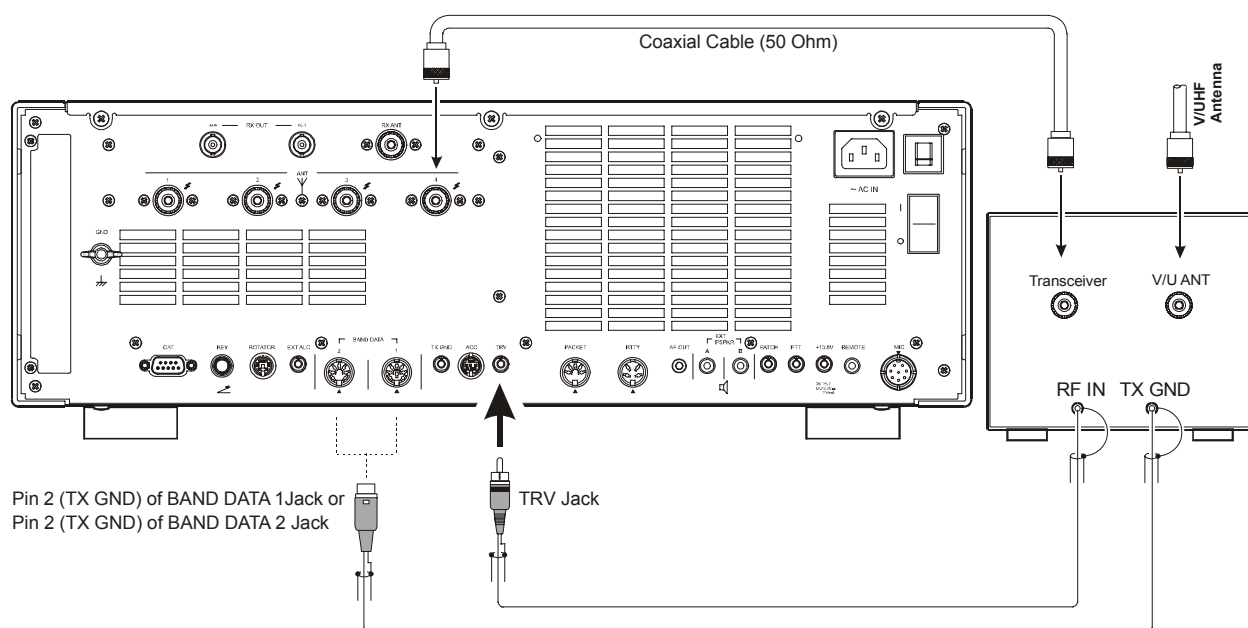 Coaxial Cable (50 Ohm)
V/UHF
Antenna
RX OUT
RX ANT
ANT
1
2
3
4
~ AC IN
I
GND
Transceiver
V/U ANT
CAT
KEY
ROTATOR
EXT ALC
BAND DATA
2
1
TX GND
ACC
TRV
PACKET
RTTY
AF OUT
EXT
SPKR
A
B
PATCH
PTT
+13.8V
REMOTE
MIC
RF IN
TX GND
Pin 2 (TX GND) of BAND DATA 1Jack or
Pin 2 (TX GND) of BAND DATA 2 Jack
TRV Jack